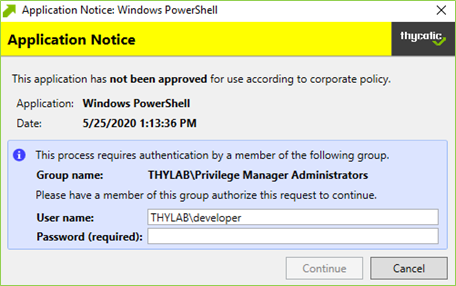 Application Notice: Windows PowerShell
Application Notice
thycotic
This application has not been approved for use according to corporate policy.
Application: Windows PowerShell
Date: 5/25/2020 1:13:36 PM
This process requires authentication by a member of the following group.
Group name: THYLAB\Privilege Manager Administrators
Please have a member of this group authorize this request to continue.
User name: THYLAB\developer
Password (required):
Continue Cancel